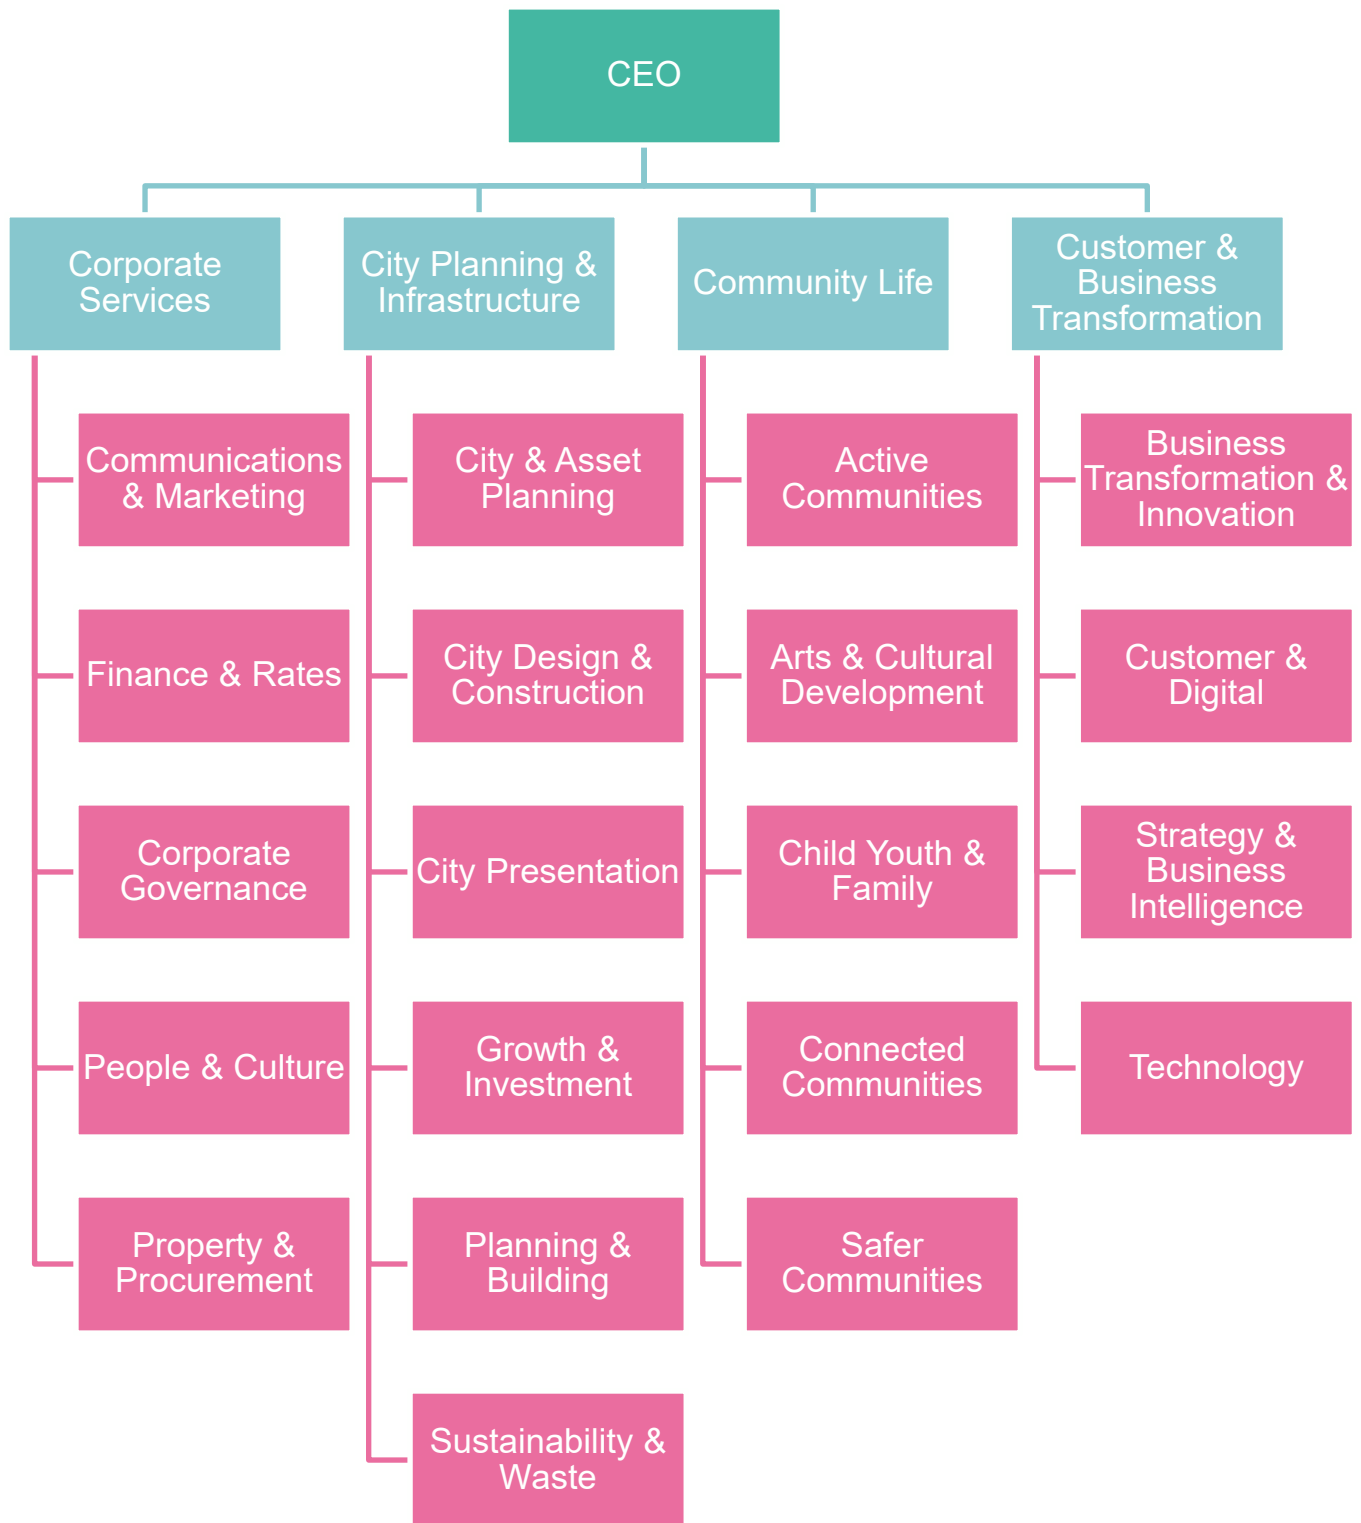 CEO
Corporate
Services
City Planning &
Infrastructure
Community Life
Customer &
Business
Transformation
Communications
& Marketing
City & Asset
Planning
Active
Communities
Business
Transformation &
Innovation
Finance & Rates
City Design &
Construction
Arts & Cultural
Development
Customer &
Digital
Corporate
Governance
City Presentation
Child Youth &
Family
Strategy &
Business
Intelligence
People & Culture
Growth &
Investment
Connected
Communities
Technology
Property &
Procurement
Planning &
Building
Safer
Communities
Sustainability &
Waste